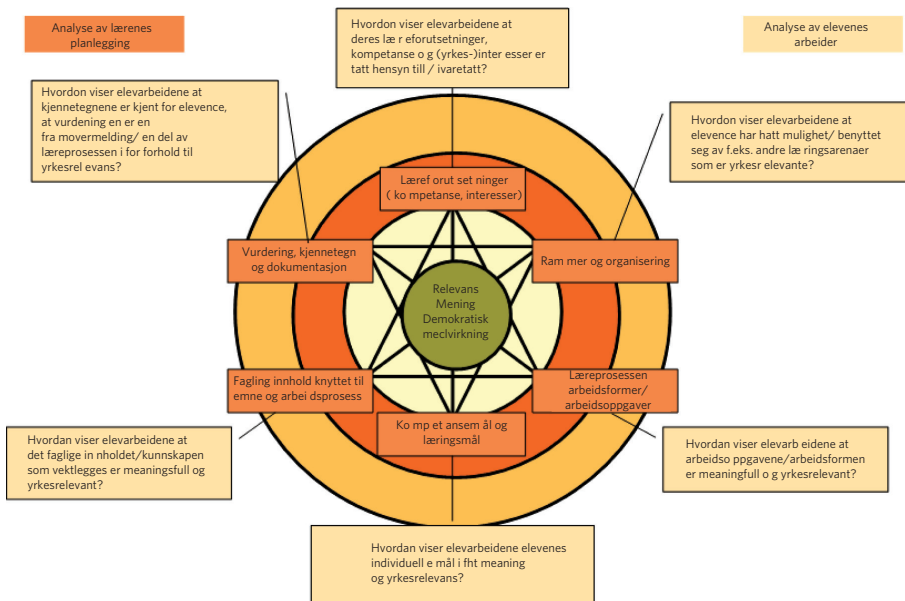 Analyse av lærenes
planlegging
Hvordon viser elevarbeidene at
deres læ r eforutsetninger,
kompetanse o g (yrkes-)inter esser er
tatt hensyn till / ivaretatt?
Analyse av elevenes
arbeider
Hvordon viser elevarbeidene at
kjennetegnene er kjent for elevence,
at vurdening en er en
fra movermelding/ en del av
læreprosessen i for forhold til
yrkesrel evans?
Hvordon viser elevarbeidene at
elevence har hatt mulighet/ benyttet
seg av f.eks. andre læ ringsarenaer
som er yrkesr elevante?
Læref orut set ninger
( ko mpetanse, interesser)
Vurdering, kjennetegn
og dokumentasjon
Ram mer og organisering
Relevans
Mening
Demokratisk
meclvirkning
Fagling innhold knyttet til
emne og arbei dsprosess
Læreprosessen
arbeidsformer/
arbeidsoppgaver
Ko mp et ansem ål og
læringsmål
Hvordan viser elevarbeidene at
det faglige in nholdet/kunnskapen
som vektlegges er meaningsfull og
yrkesrelevant?
Hvordan viser elevarb eidene at
arbeidso ppgavene/arbeidsformen
er meaningfull o g yrkesrelevant?
Hvordan viser elevarbeidene elevenes
individuell e mål i fht meaning
og yrkesrelevans?